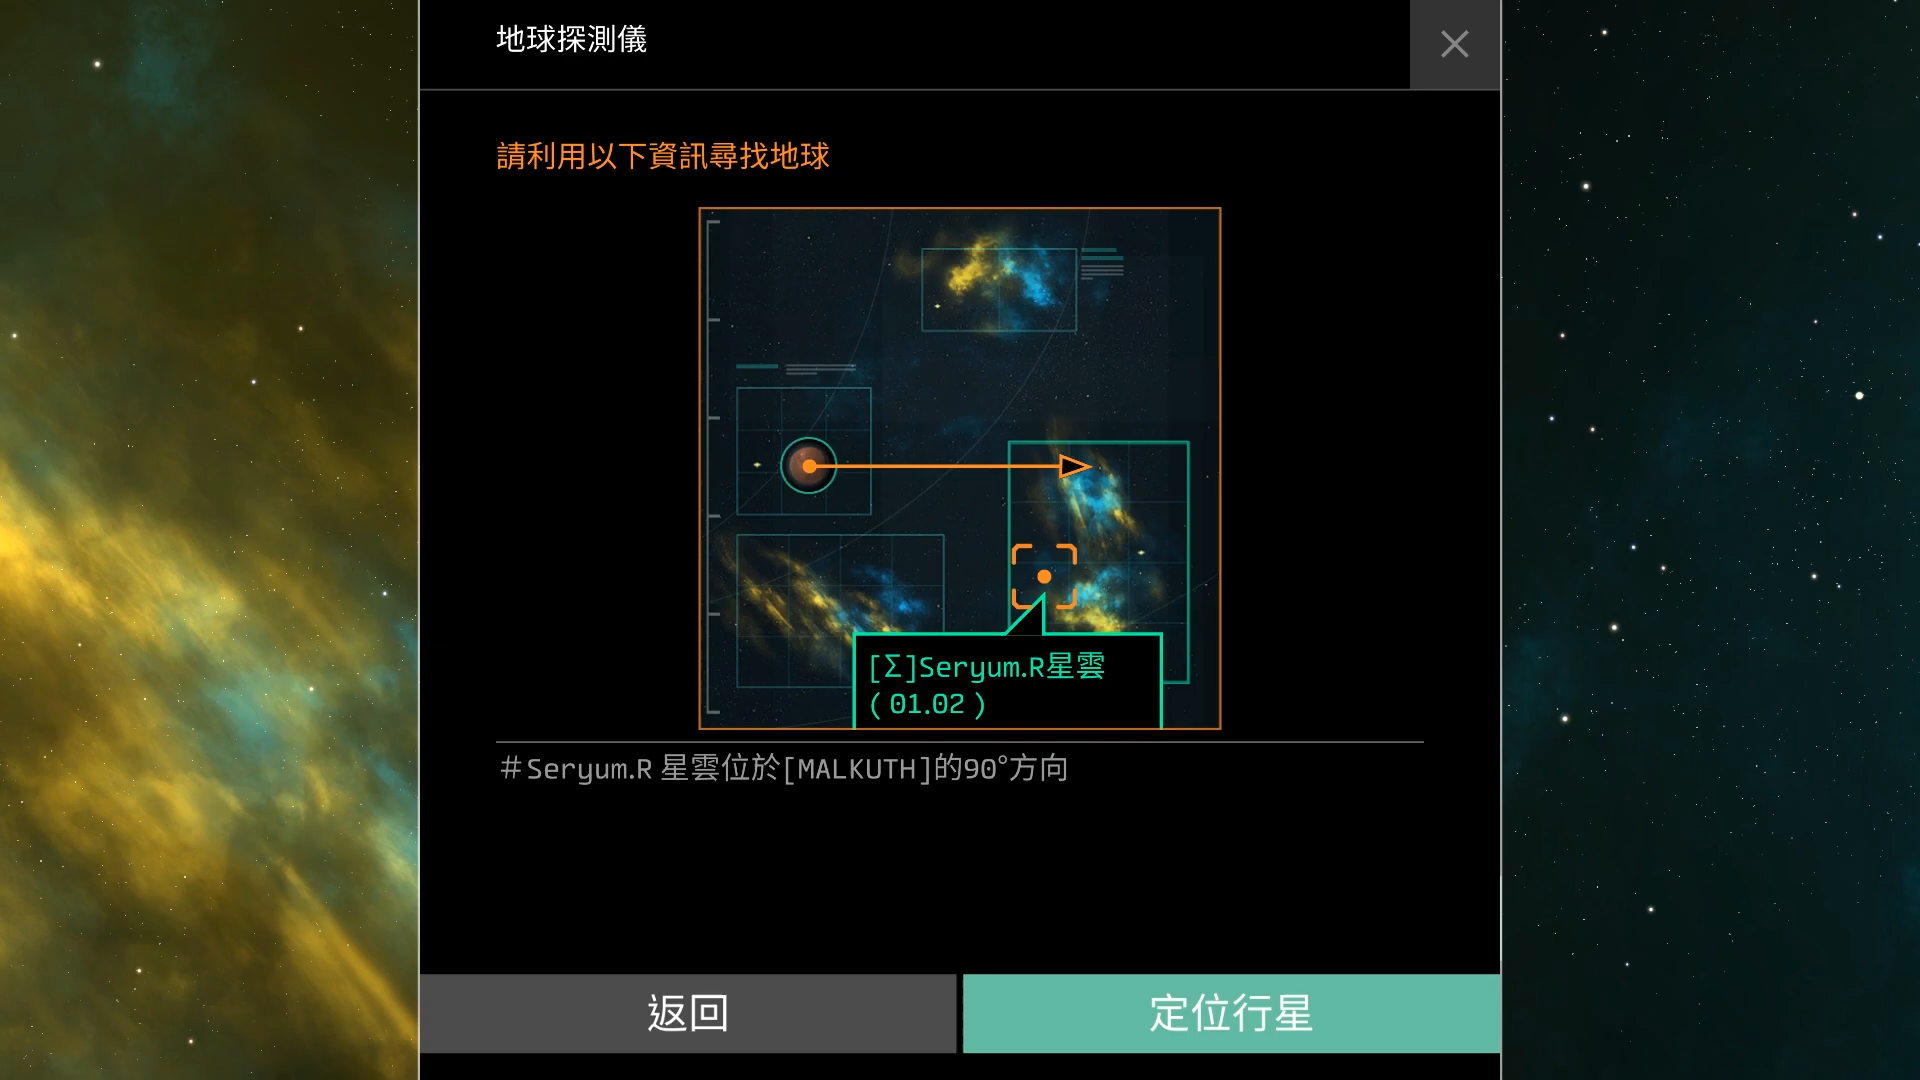 地球探測儀
請利用以下資訊尋找地球
[Σ]Seryum.R星雲
( 01.02 )
#Seryum.R 星雲位於[MALKUTH]的90°方向
返回
定位行星